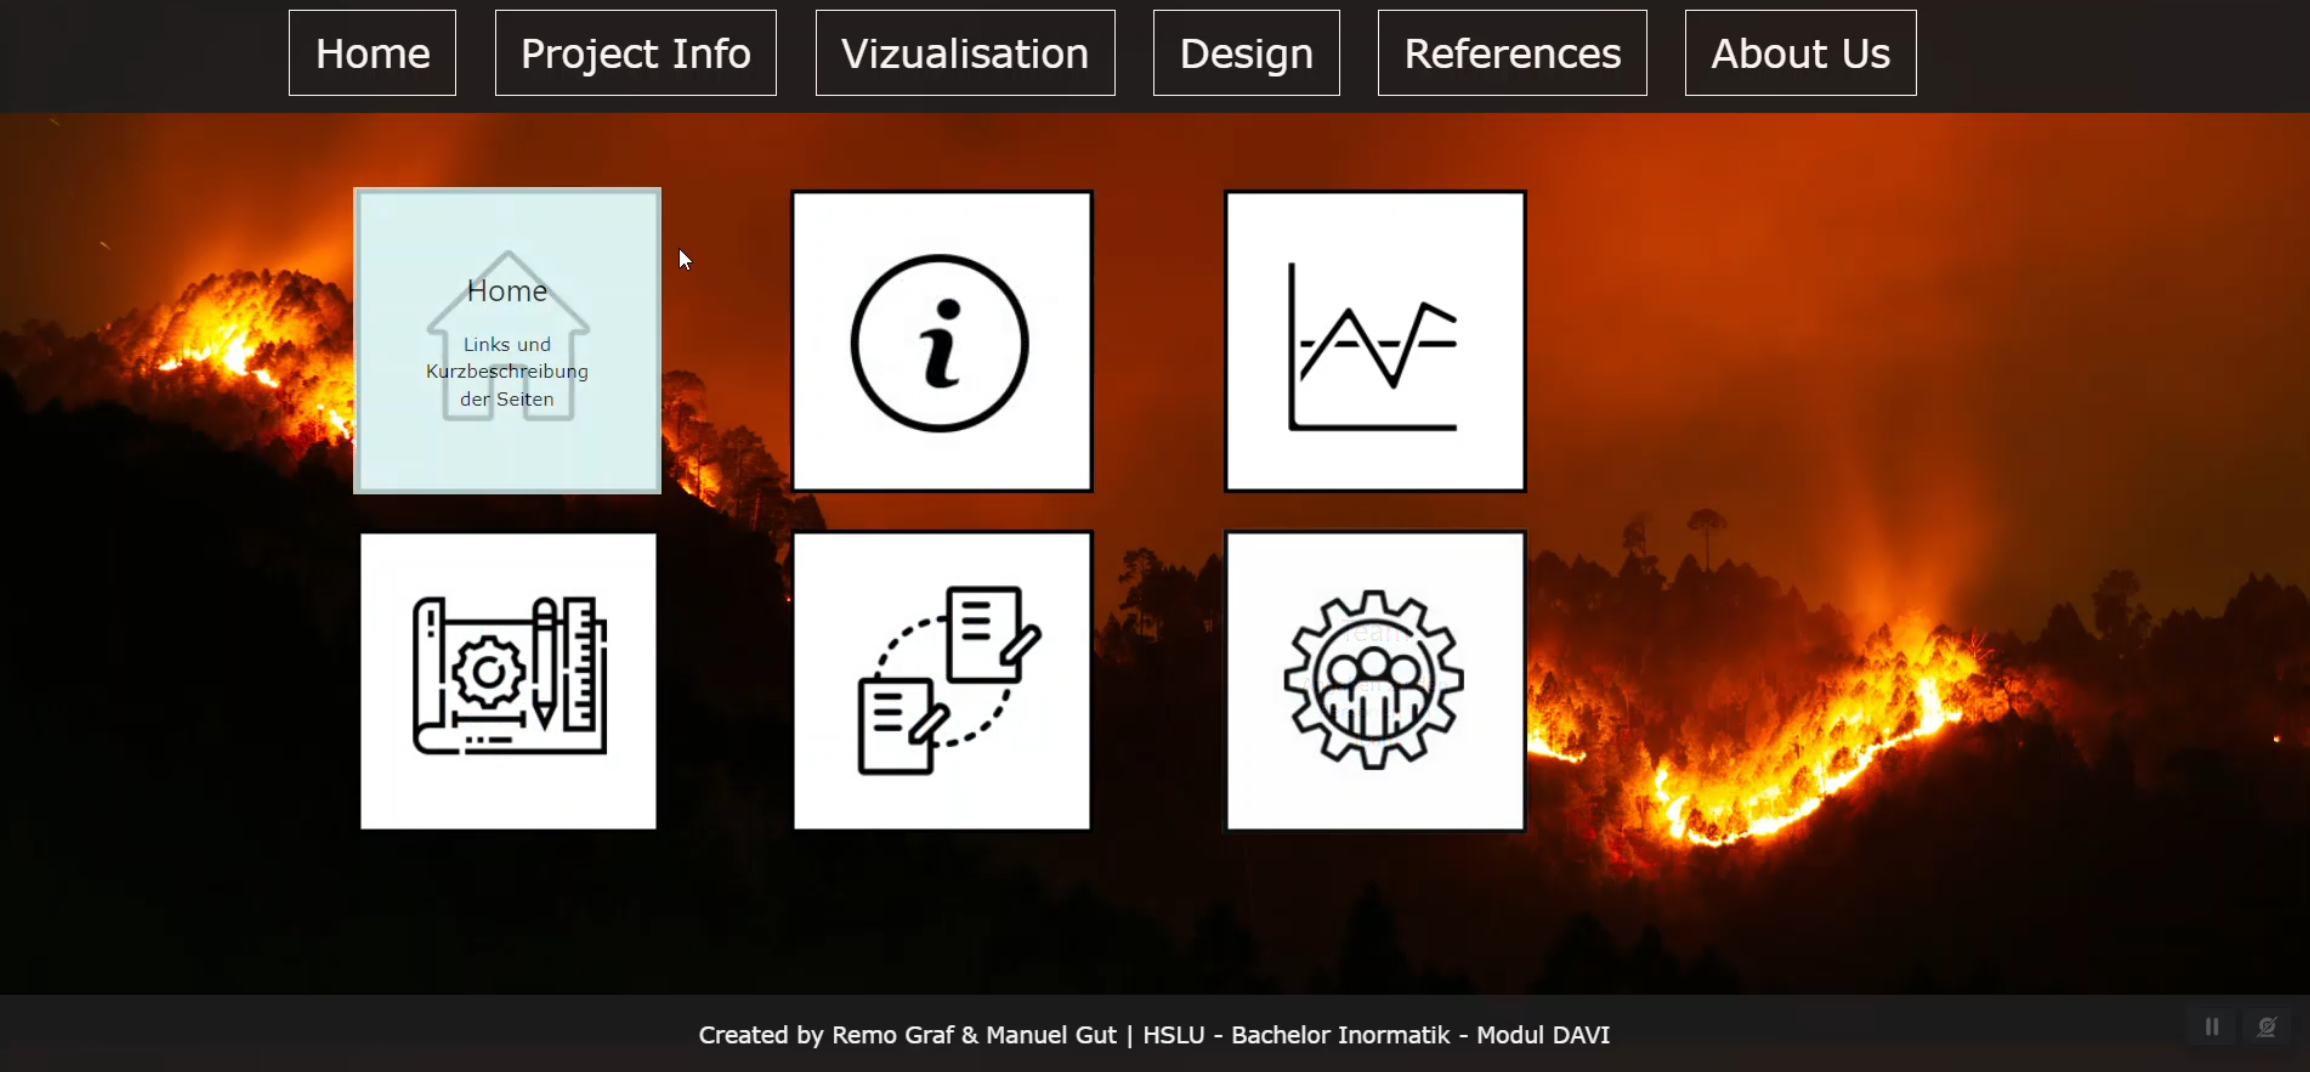 Home
Project Info
Vizualisation
Design
References
About Us
Home
Links und
Kurzbeschreibung
der Seiten
Team
Created by Remo Graf & Manuel Gut | HSLU - Bachelor Inormatik - Modul DAVI